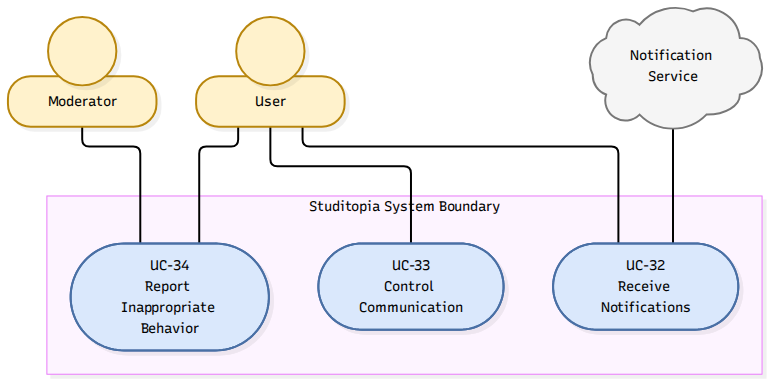 Notification
Service
Moderator
User
Studitopia System Boundary
UC-34
Report
Inappropriate
Behavior
UC-33
Control
Communication
UC-32
Receive
Notifications